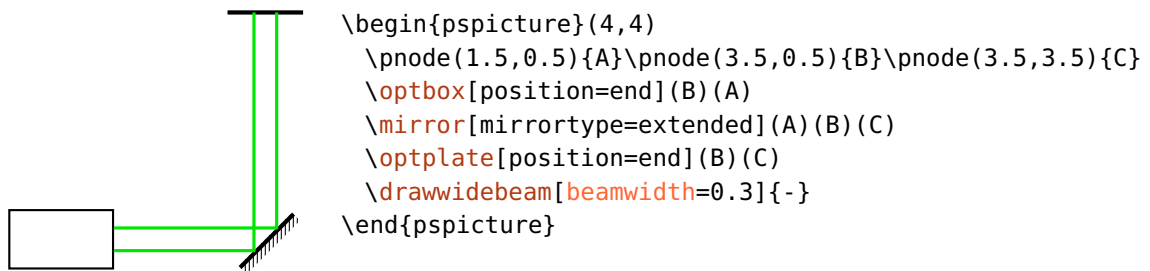 \begin{pspicture}(4,4)
\pnode(1.5,0.5){A}\pnode(3.5,0.5){B}\pnode(3.5,3.5){C}
\optbox[position=end](B)(A)
\mirror[mirrortype=extended](A)(B)(C)
\optplate[position=end](B)(C)
\drawwidebeam[beamwidth=0.3]{-}
\end{pspicture}